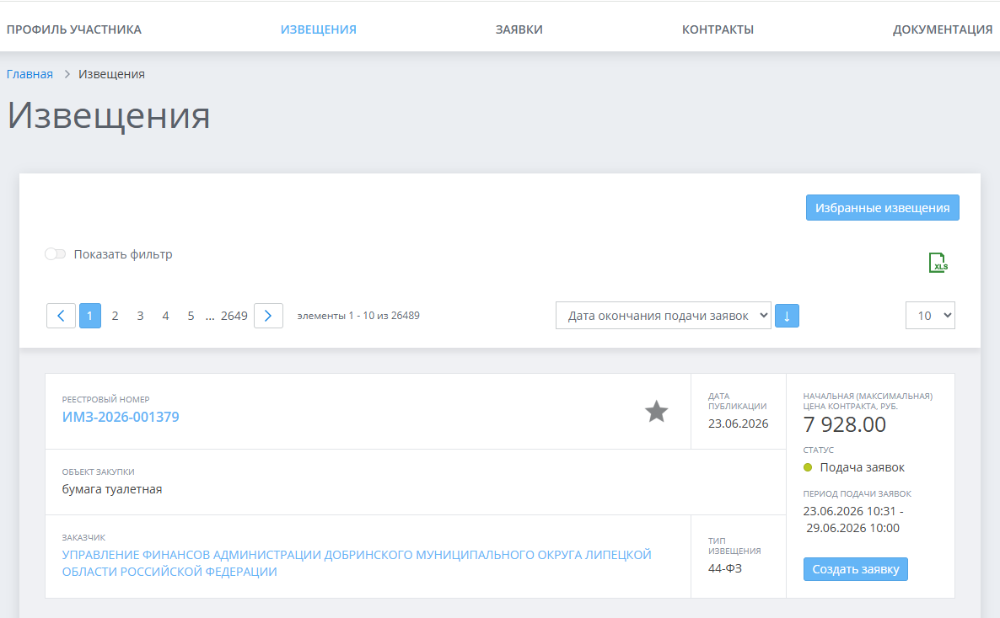 ПРОФИЛЬ УЧАСТНИКА ИЗВЕЩЕНИЯ ЗАЯВКИ КОНТРАКТЫ ДОКУМЕНТАЦИЯ
Главная > Извещения
Извещения
Избранные извещения
Показать фильтр
XLS
1 2 3 4 5 ... 2649 элементы 1 - 10 из 26489 Дата окончания подачи заявок ↓ 10
РЕЕСТРОВЫЙ НОМЕР
ИМЗ-2026-001379
ДАТА
ПУБЛИКАЦИИ
23.06.2026
НАЧАЛЬНАЯ (МАКСИМАЛЬНАЯ)
ЦЕНА КОНТРАКТА, РУБ.
7 928.00
СТАТУС
Подача заявок
ПЕРИОД ПОДАЧИ ЗАЯВОК
23.06.2026 10:31 -
29.06.2026 10:00
Создать заявку
ОБЪЕКТ ЗАКУПКИ
бумага туалетная
ЗАКАЗЧИК
УПРАВЛЕНИЕ ФИНАНСОВ АДМИНИСТРАЦИИ ДОБРИНСКОГО МУНИЦИПАЛЬНОГО ОКРУГА ЛИПЕЦКОЙ
ОБЛАСТИ РОССИЙСКОЙ ФЕДЕРАЦИИ
ТИП
ИЗВЕЩЕНИЯ
44-ФЗ